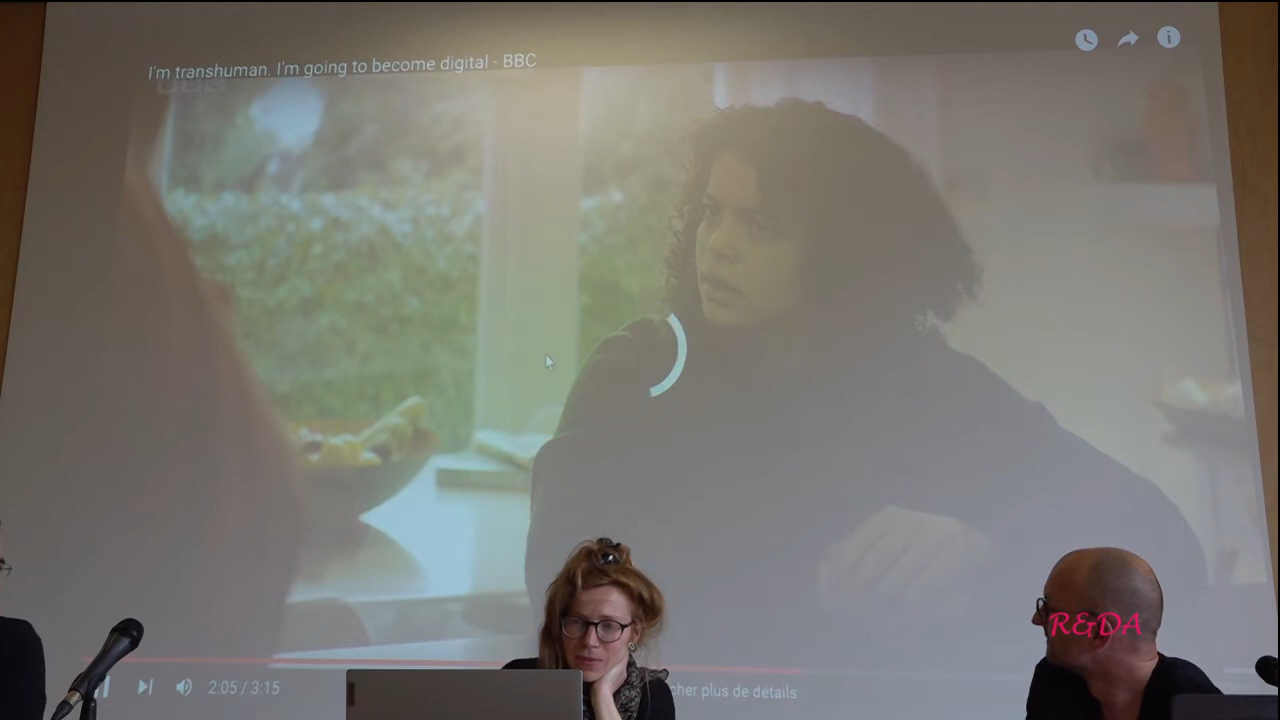 I'm transhuman. I'm going to become digital - BBC
R&DA
2:05 / 3:15
cher plus de détails